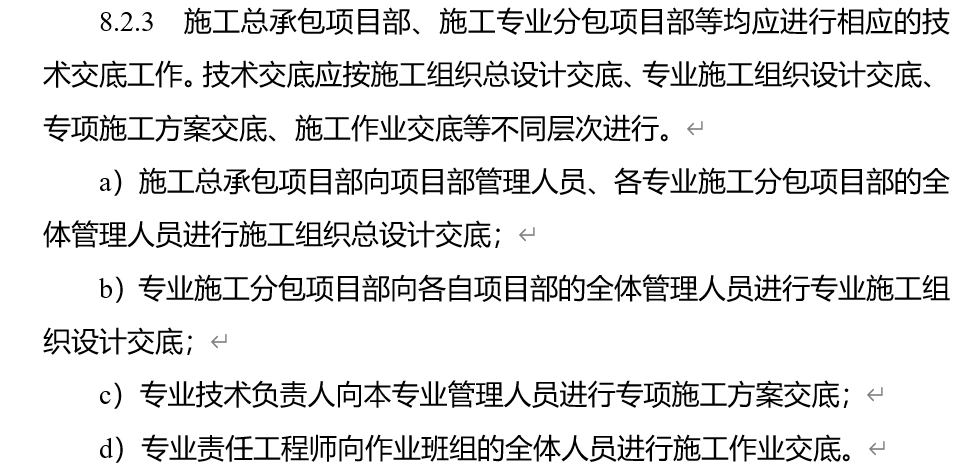 8.2.3 施工总承包项目部、施工专业分包项目部等均应进行相应的技
术交底工作。技术交底应按施工组织总设计交底、专业施工组织设计交底、
专项施工方案交底、施工作业交底等不同层次进行。↵
a）施工总承包项目部向项目部管理人员、各专业施工分包项目部的全
体管理人员进行施工组织总设计交底；↵
b）专业施工分包项目部向各自项目部的全体管理人员进行专业施工组
织设计交底；↵
c）专业技术负责人向本专业管理人员进行专项施工方案交底；↵
d）专业责任工程师向作业班组的全体人员进行施工作业交底。↵